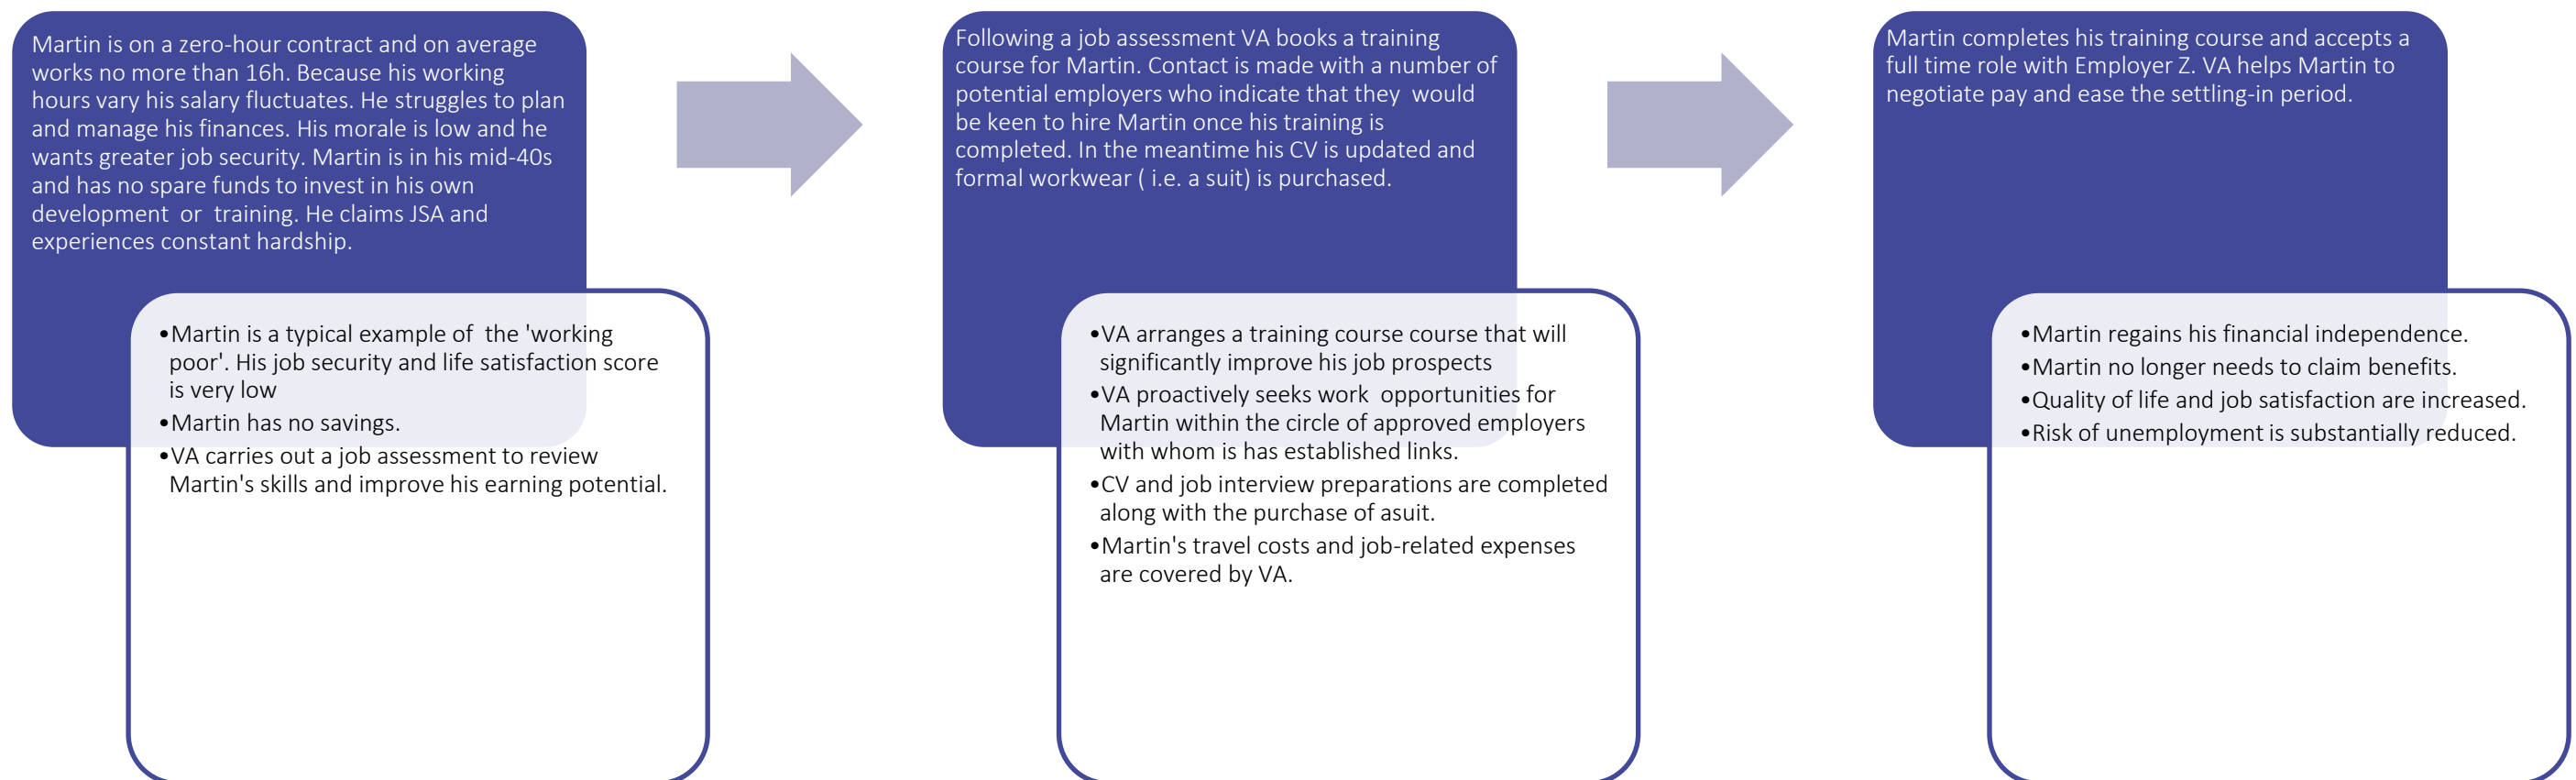 Martin is on a zero-hour contract and on average
works no more than 16h. Because his working
hours vary his salary fluctuates. He struggles to plan
and manage his finances. His morale is low and he
wants greater job security. Martin is in his mid-40s
and has no spare funds to invest in his own
development  or  training. He claims JSA and
experiences constant hardship.
•Martin is a typical example of  the 'working
poor'. His job security and life satisfaction score
is very low
•Martin has no savings.
•VA carries out a job assessment to review
Martin's skills and improve his earning potential.
Following a job assessment VA books a training
course for Martin. Contact is made with a number of
potential employers who indicate that they  would
be keen to hire Martin once his training is
completed. In the meantime his CV is updated and
formal workwear ( i.e. a suit) is purchased.
•VA arranges a training course course that will
significantly improve his job prospects
•VA proactively seeks work  opportunities for
Martin within the circle of approved employers
with whom is has established links.
•CV and job interview preparations are completed
along with the purchase of asuit.
•Martin's travel costs and job-related expenses
are covered by VA.
Martin completes his training course and accepts a
full time role with Employer Z. VA helps Martin to
negotiate pay and ease the settling-in period.
•Martin regains his financial independence.
•Martin no longer needs to claim benefits.
•Quality of life and job satisfaction are increased.
•Risk of unemployment is substantially reduced.